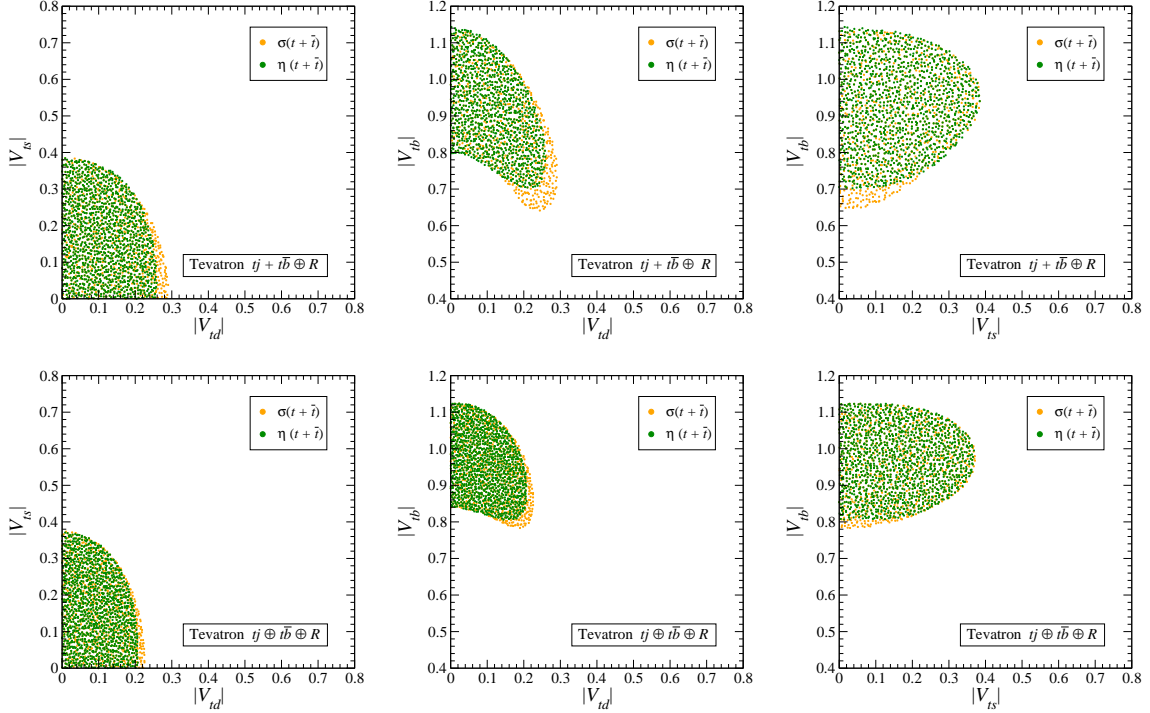 0.8
0.7
0.6
0.5
0.4
0.3
0.2
0.1
0
|V_ts|
σ(t + t̄)
η (t + t̄)
Tevatron tj + tb̄ ⊕ R
0 0.1 0.2 0.3 0.4 0.5 0.6 0.7 0.8
|V_td|
1.2
1.1
1.0
0.9
0.8
0.7
0.6
0.5
0.4
|V_tb|
σ(t + t̄)
η (t + t̄)
Tevatron tj + tb̄ ⊕ R
0 0.1 0.2 0.3 0.4 0.5 0.6 0.7 0.8
|V_td|
1.2
1.1
1.0
0.9
0.8
0.7
0.6
0.5
0.4
|V_tb|
σ(t + t̄)
η (t + t̄)
Tevatron tj + tb̄ ⊕ R
0 0.1 0.2 0.3 0.4 0.5 0.6 0.7 0.8
|V_ts|
0.8
0.7
0.6
0.5
0.4
0.3
0.2
0.1
0
|V_ts|
σ(t + t̄)
η (t + t̄)
Tevatron tj ⊕ tb̄ ⊕ R
0 0.1 0.2 0.3 0.4 0.5 0.6 0.7 0.8
|V_td|
1.2
1.1
1.0
0.9
0.8
0.7
0.6
0.5
0.4
|V_tb|
σ(t + t̄)
η (t + t̄)
Tevatron tj ⊕ tb̄ ⊕ R
0 0.1 0.2 0.3 0.4 0.5 0.6 0.7 0.8
|V_td|
1.2
1.1
1.0
0.9
0.8
0.7
0.6
0.5
0.4
|V_tb|
σ(t + t̄)
η (t + t̄)
Tevatron tj ⊕ tb̄ ⊕ R
0 0.1 0.2 0.3 0.4 0.5 0.6 0.7 0.8
|V_ts|